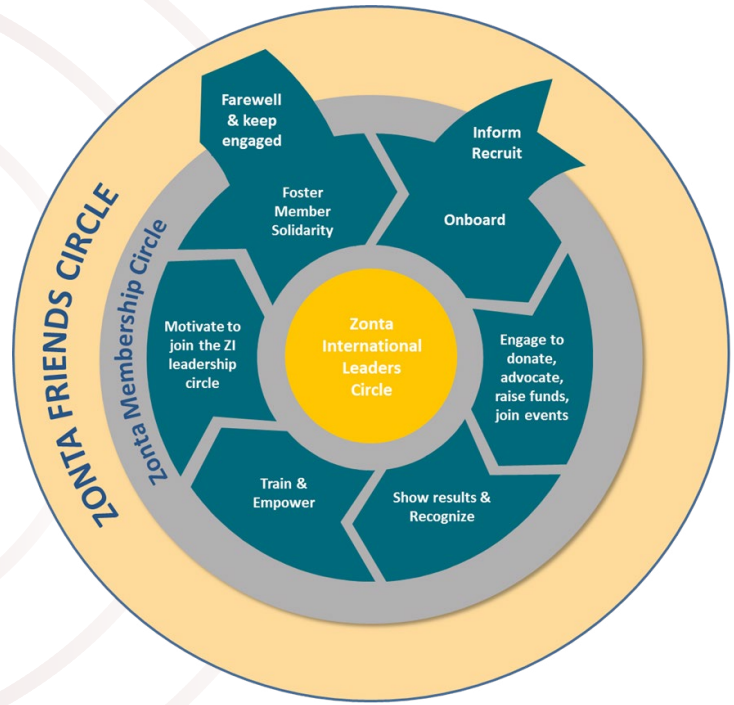 ZONTA FRIENDS CIRCLE
Zonta Membership Circle
Farewell
& keep
engaged
Inform
Recruit
Foster
Member
Solidarity
Onboard
Motivate to
join the ZI
leadership
circle
Zonta
International
Leaders
Circle
Engage to
donate,
advocate,
raise funds,
join events
Train &
Empower
Show results &
Recognize